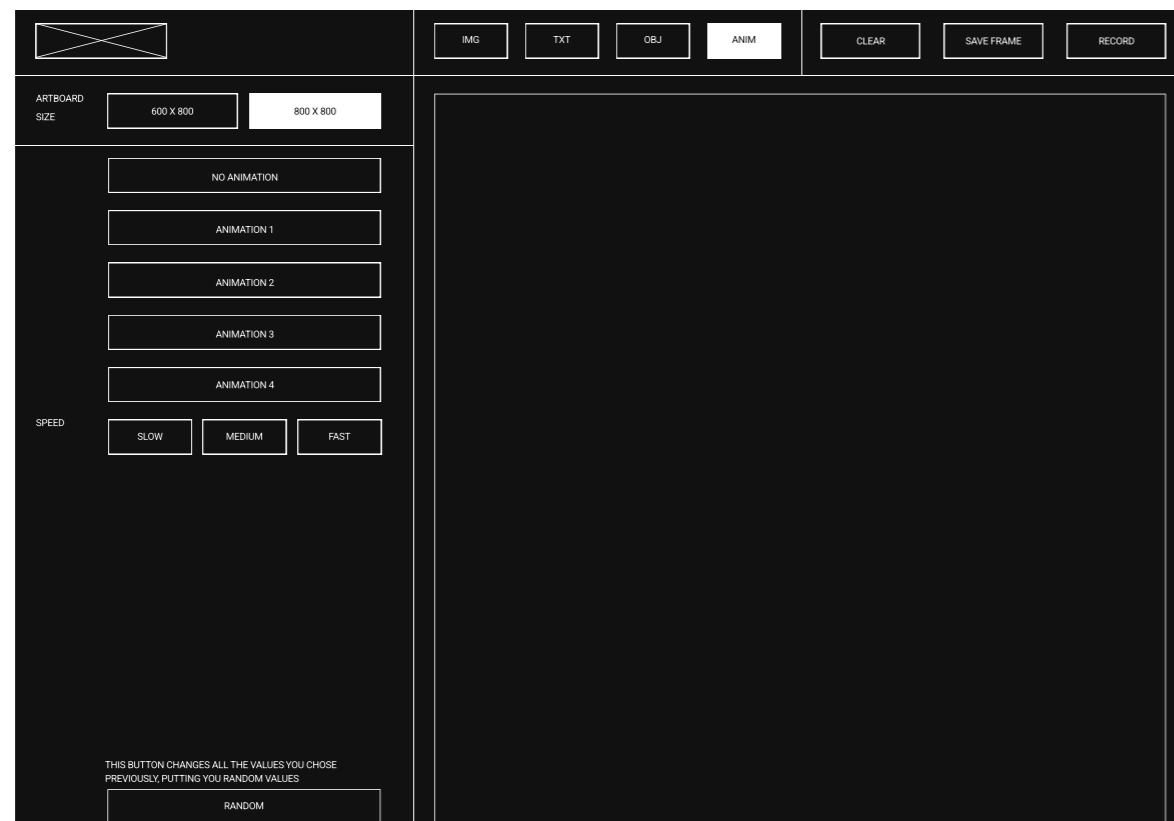 IMG
TXT
OBJ
ANIM
CLEAR
SAVE FRAME
RECORD
ARTBOARD
SIZE
600 X 800
800 X 800
NO ANIMATION
ANIMATION 1
ANIMATION 2
ANIMATION 3
ANIMATION 4
SPEED
SLOW
MEDIUM
FAST
THIS BUTTON CHANGES ALL THE VALUES YOU CHOSE
PREVIOUSLY, PUTTING YOU RANDOM VALUES
RANDOM